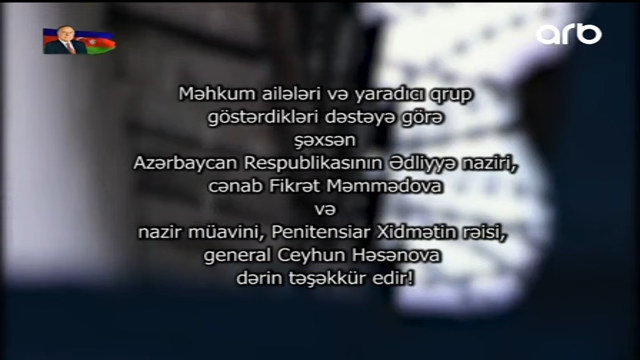 arb
Məhkum ailələri və yaradıcı qrup
göstərdikləri dəstəyə görə
şəxsən
Azərbaycan Respublikasının Ədliyyə naziri,
cənab Fikrət Məmmədova
və
nazir müavini, Penitensiar Xidmətin rəisi,
general Ceyhun Həsənova
dərin təşəkkür edir!